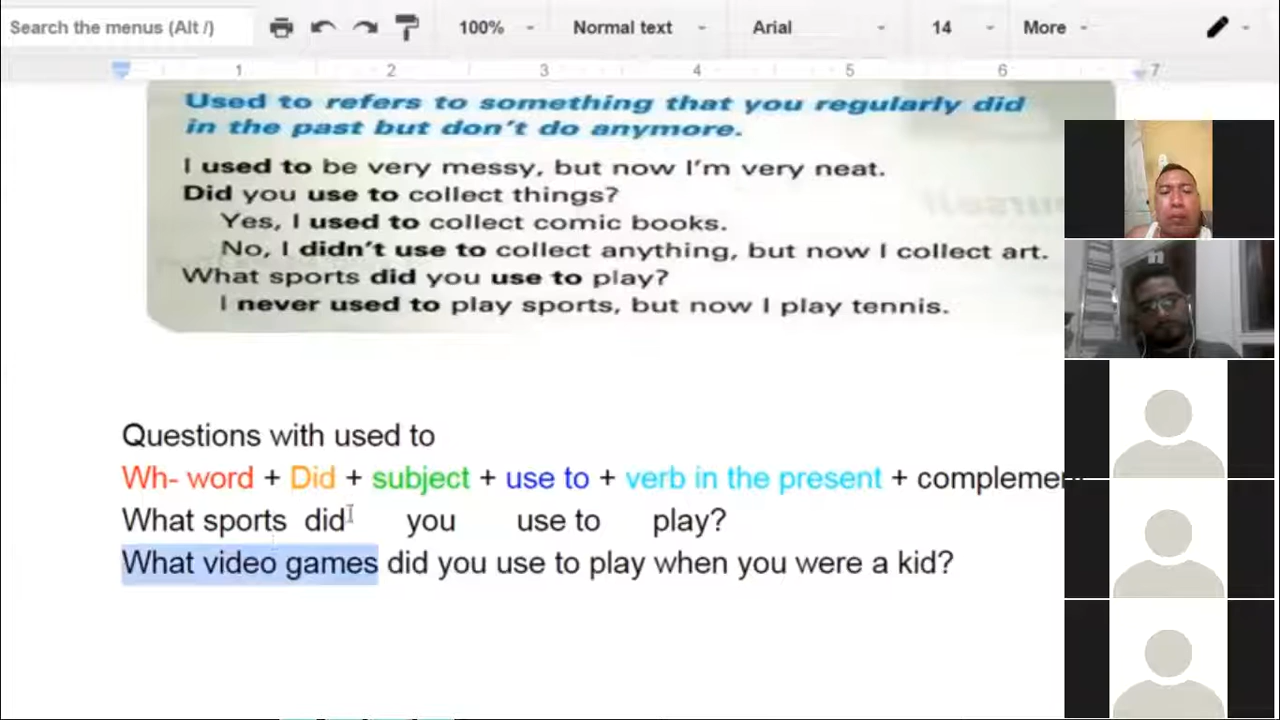 Search the menus (Alt /) 100% Normal text Arial 14 More
1 2 3 4 5 6 7
Used to refers to something that you regularly did
in the past but don't do anymore.
I used to be very messy, but now I'm very neat.
Did you use to collect things?
Yes, I used to collect comic books.
No, I didn't use to collect anything, but now I collect art.
What sports did you use to play?
I never used to play sports, but now I play tennis.
Questions with used to
Wh- word + Did + subject + use to + verb in the present + complemen
What sports did you use to play?
What video games did you use to play when you were a kid?